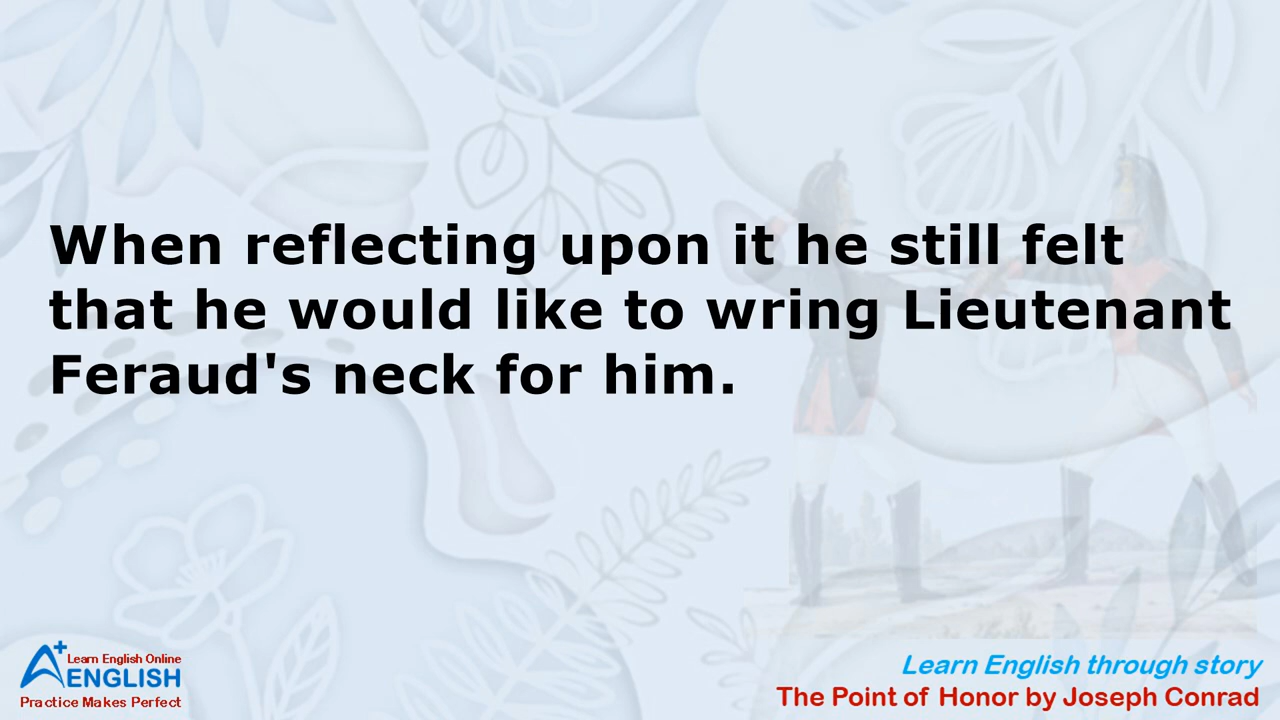 When reflecting upon it he still felt
that he would like to wring Lieutenant
Feraud's neck for him.
A+ Learn English Online
ENGLISH
Practice Makes Perfect
Learn English through story
The Point of Honor by Joseph Conrad